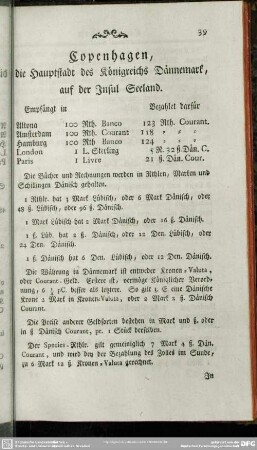 39
Copenhagen,
die Hauptstadt des Königreichs Dännemark,
auf der Insul Seeland.
Empfängt in Bezahlet dafür
Altona 100 Rth. Banco 123 Rth. Courant.
Amsterdam 100 Rth. Courant 118 " "
Hamburg 100 Rth Banco 124 " "
London 1 L. Sterling 5 R. 22 ß Dän. C.
Paris 1 Livre 21 ß. Dän. Cour.
Die Bücher und Rechnungen werden in Rthlen, Marken und
Schillingen Dänisch gehalten.
1 Rthlr. hat 3 Mark Lübisch, oder 6 Mark Dänisch, oder
48 ß. Lübisch, oder 96 ß. Dänisch.
1 Mark Lübisch hat 2 Mark Dänisch, oder 16 ß. Dänisch.
1 ß. Lüb. hat 2 ß. Dänisch, oder 12 Den. Lübisch, oder
24 Den. Dänisch.
1 ß Dänisch hat 6 Den. Lübisch, oder 12 Den. Dänisch.
Die Währung in Dännemark ist entweder Kronen-Valuta,
oder Courant-Geld. Erstere ist, vermöge Königlicher Verord-
nung, 6 1/4 pC. besser als letztere. So gilt z. E. eine Dänische
Krone 2 Mark in Kronen-Valuta, oder 2 Mark 2 ß. Dänisch
Courant.
Die Preise anderer Geldsorten bestehen in Mark und ß. oder
in ß Dänisch Courant, pr. 1 Stück derselben.
Der Species-Rthlr. gilt gemeiniglich 7 Mark 4 ß. Dän.
Courant, und wird bey der Bezahlung des Zolles im Sunde,
zu 6 Mark 12 ß. Kronen-Valuta gerechnet.
In